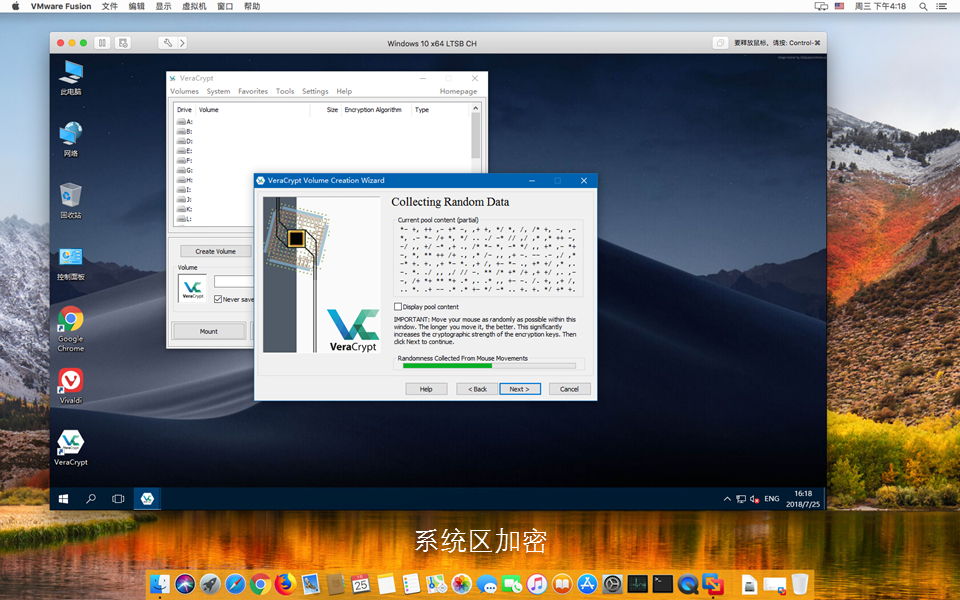 VMware Fusion 文件 编辑 显示 虚拟机 窗口 帮助 周三 下午4:18
Windows 10 x64 LTSB CH
要释放鼠标，请按: Control-⌘
此电脑
网络
回收站
控制面板
Google Chrome
Vivaldi
VeraCrypt
VeraCrypt
Volumes System Favorites Tools Settings Help Homepage
Drive Volume Size Encryption Algorithm Type
A:
B:
D:
E:
F:
G:
H:
I:
J:
K:
L:
Create Volume
Volume
VeraCrypt
Never save
Mount
VeraCrypt Volume Creation Wizard
VeraCrypt
Collecting Random Data
Current pool content (partial)
Display pool content
IMPORTANT: Move your mouse as randomly as possible within this
window. The longer you move it, the better. This significantly
increases the cryptographic strength of the encryption keys. Then
click Next to continue.
Randomness Collected From Mouse Movements
Help < Back Next > Cancel
ENG
16:18
2018/7/25
系统区加密
25